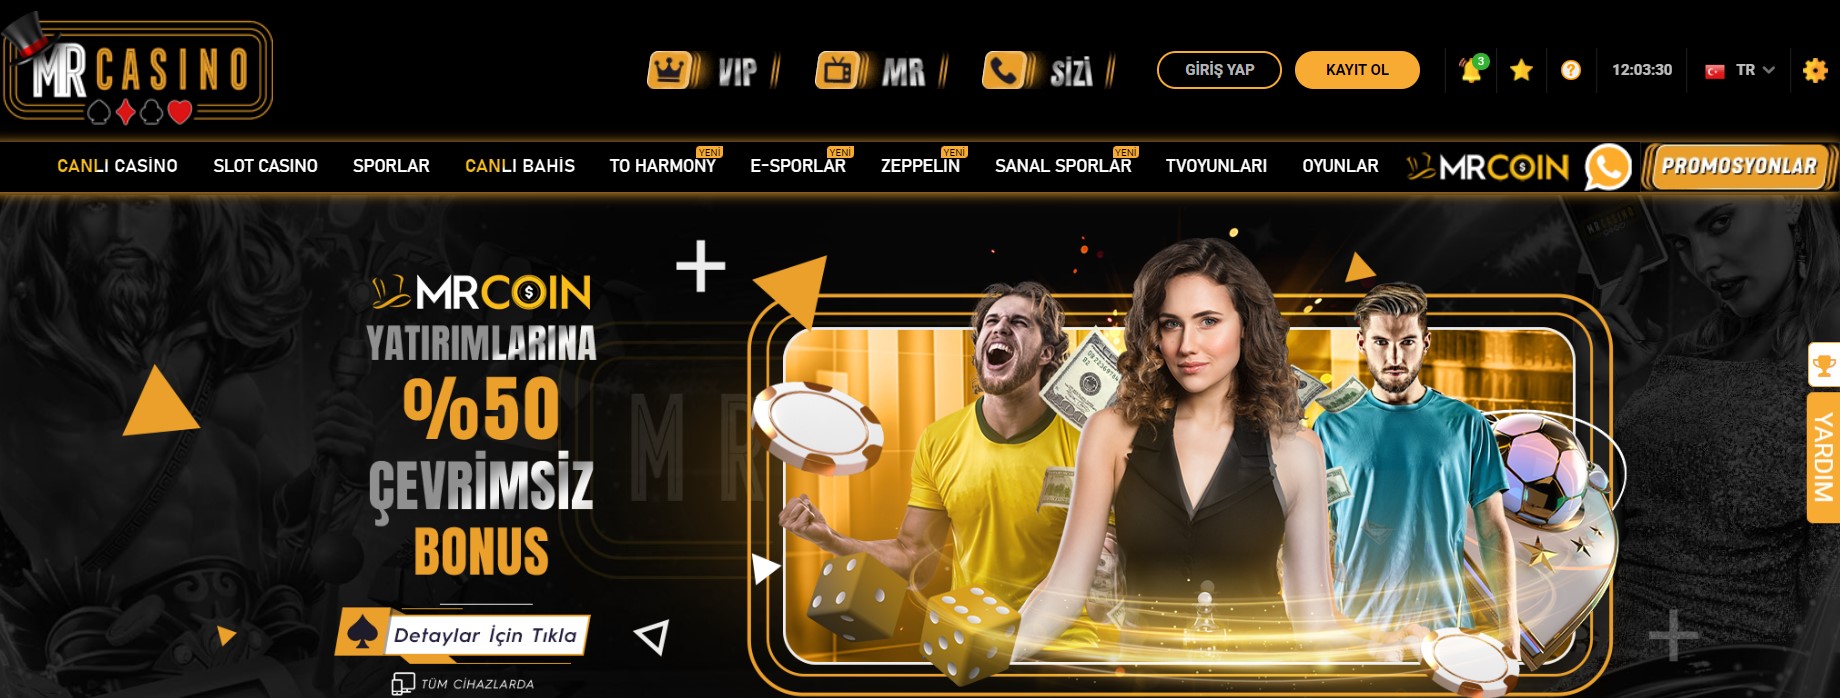 MR CASINO
VIP
MR
SİZİ
GİRİŞ YAP
KAYIT OL
3
12:03:30
TR
CANLI CASİNO
SLOT CASINO
SPORLAR
CANLI BAHİS
TO HARMONY
YENİ
E-SPORLAR
YENİ
ZEPPELIN
YENİ
SANAL SPORLAR
YENİ
TVOYUNLARI
OYUNLAR
MRCOIN
PROMOSYONLAR
MRCOIN
YATIRIMLARINA
%50
ÇEVRİMSİZ
BONUS
Detaylar İçin Tıkla
TÜM CİHAZLARDA
MR
YARDIM